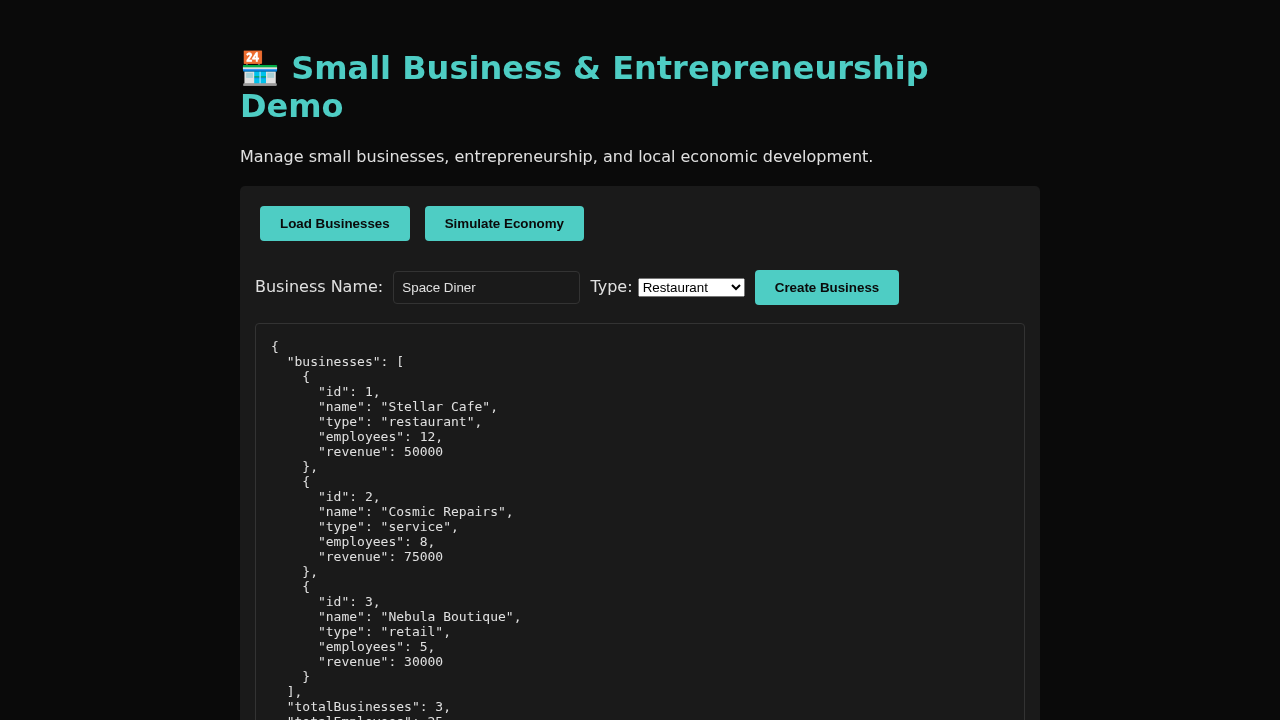 🏪 Small Business & Entrepreneurship
Demo
Manage small businesses, entrepreneurship, and local economic development.
Load Businesses Simulate Economy
Business Name: Space Diner Type: Restaurant Create Business
{
  "businesses": [
    {
      "id": 1,
      "name": "Stellar Cafe",
      "type": "restaurant",
      "employees": 12,
      "revenue": 50000
    },
    {
      "id": 2,
      "name": "Cosmic Repairs",
      "type": "service",
      "employees": 8,
      "revenue": 75000
    },
    {
      "id": 3,
      "name": "Nebula Boutique",
      "type": "retail",
      "employees": 5,
      "revenue": 30000
    }
  ],
  "totalBusinesses": 3,
  "totalEmployees": 25